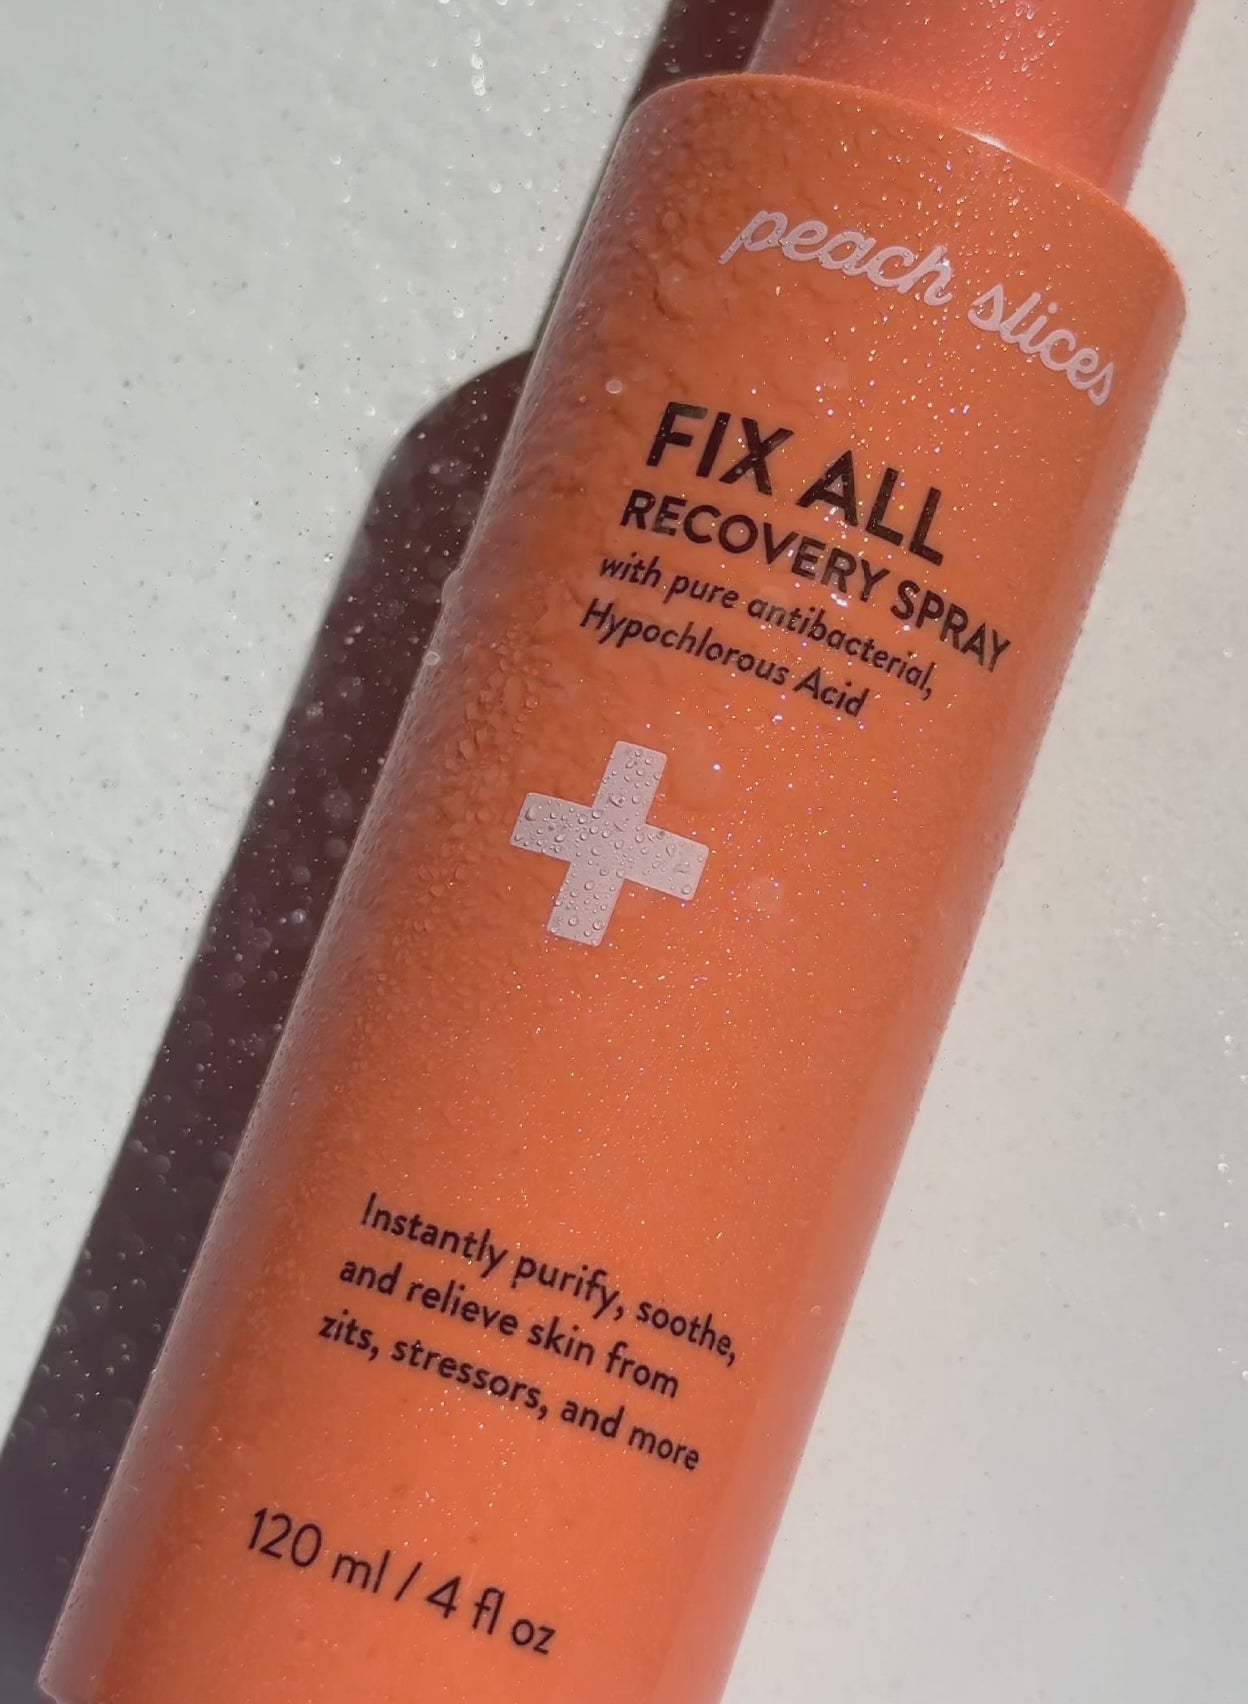 peach slices
FIX ALL
RECOVERY SPRAY
with pure antibacterial,
Hypochlorous Acid
Instantly purify, soothe,
and relieve skin from
zits, stressors, and more
120 ml / 4 fl oz